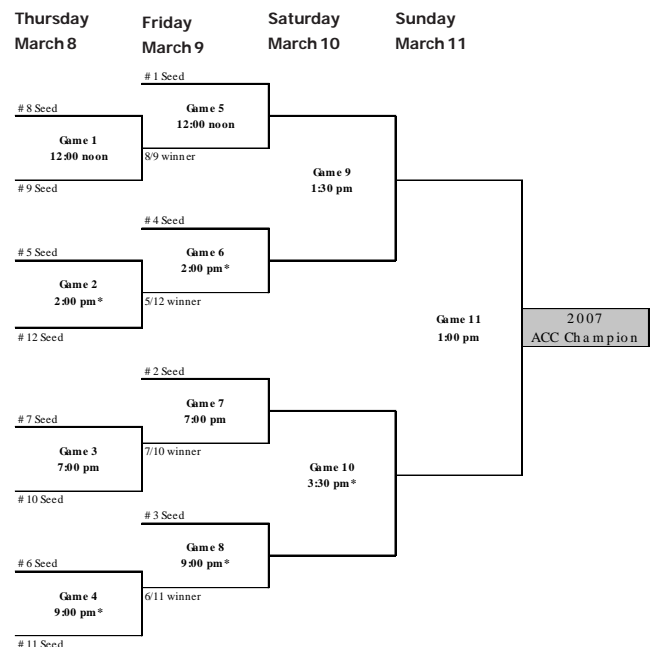 Thursday
March 8
Friday
March 9
Saturday
March 10
Sunday
March 11
# 1 Seed
Game 5
12:00 noon
8/9 winner
# 8 Seed
Game 1
12:00 noon
# 9 Seed
Game 9
1:30 pm
# 4 Seed
Game 6
2:00 pm*
5/12 winner
# 5 Seed
Game 2
2:00 pm*
# 12 Seed
Game 11
1:00 pm
2007
ACC Champion
# 2 Seed
Game 7
7:00 pm
7/10 winner
# 7 Seed
Game 3
7:00 pm
# 10 Seed
Game 10
3:30 pm*
# 3 Seed
Game 8
9:00 pm*
6/11 winner
# 6 Seed
Game 4
9:00 pm*
# 11 Seed